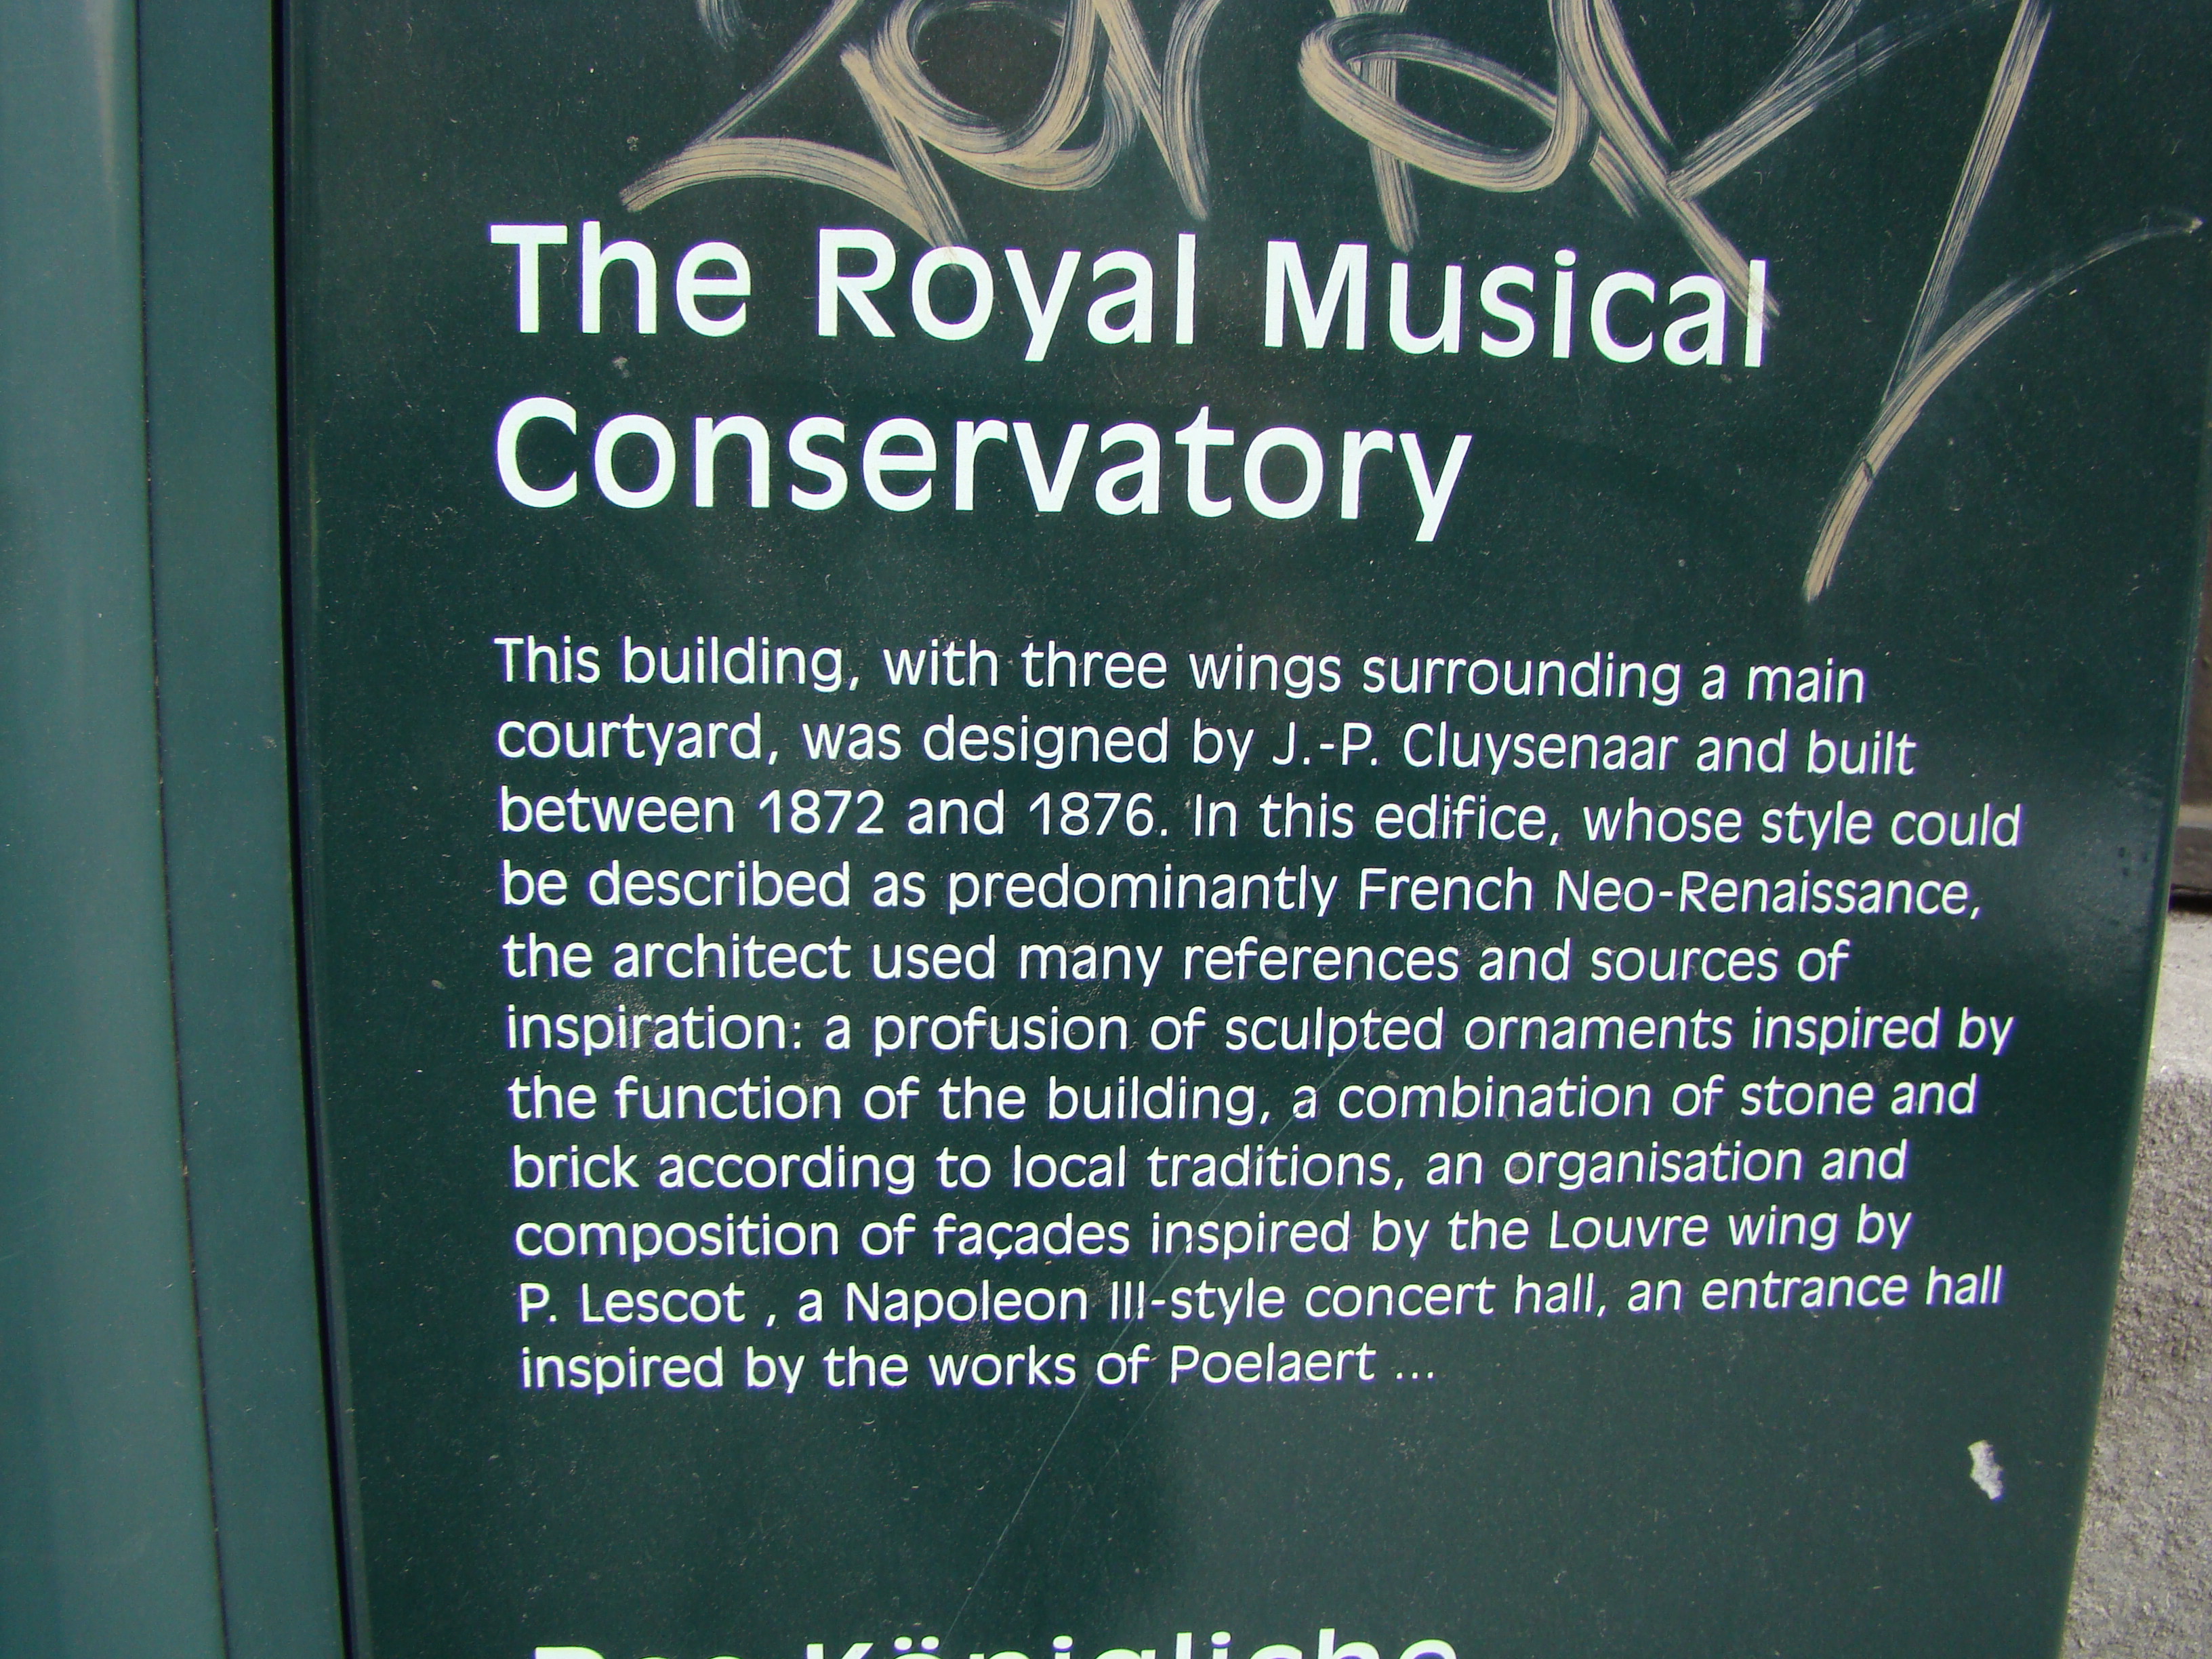 The Royal Musical
Conservatory
This building, with three wings surrounding a main
courtyard, was designed by J.-P. Cluysenaar and built
between 1872 and 1876. In this edifice, whose style could
be described as predominantly French Neo-Renaissance,
the architect used many references and sources of
inspiration: a profusion of sculpted ornaments inspired by
the function of the building, a combination of stone and
brick according to local traditions, an organisation and
composition of façades inspired by the Louvre wing by
P. Lescot , a Napoleon III-style concert hall, an entrance hall
inspired by the works of Poelaert ...
Das Königliche